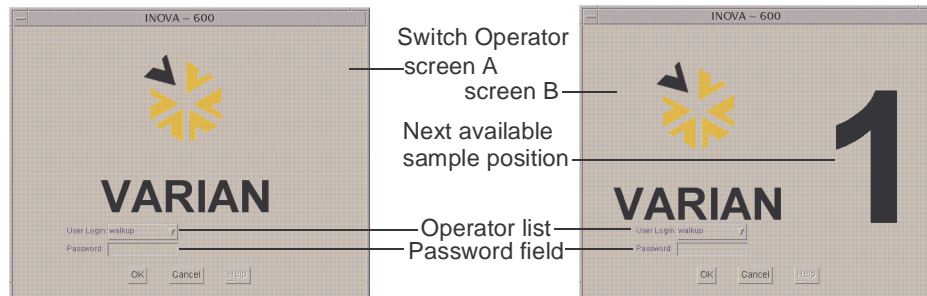 INOVA – 600
VARIAN
User Login: walkup
Password:
OK Cancel Help
Switch Operator
screen A
screen B
Next available
sample position
Operator list
Password field
INOVA – 600
1
VARIAN
User Login: walkup
Password:
OK Cancel Help